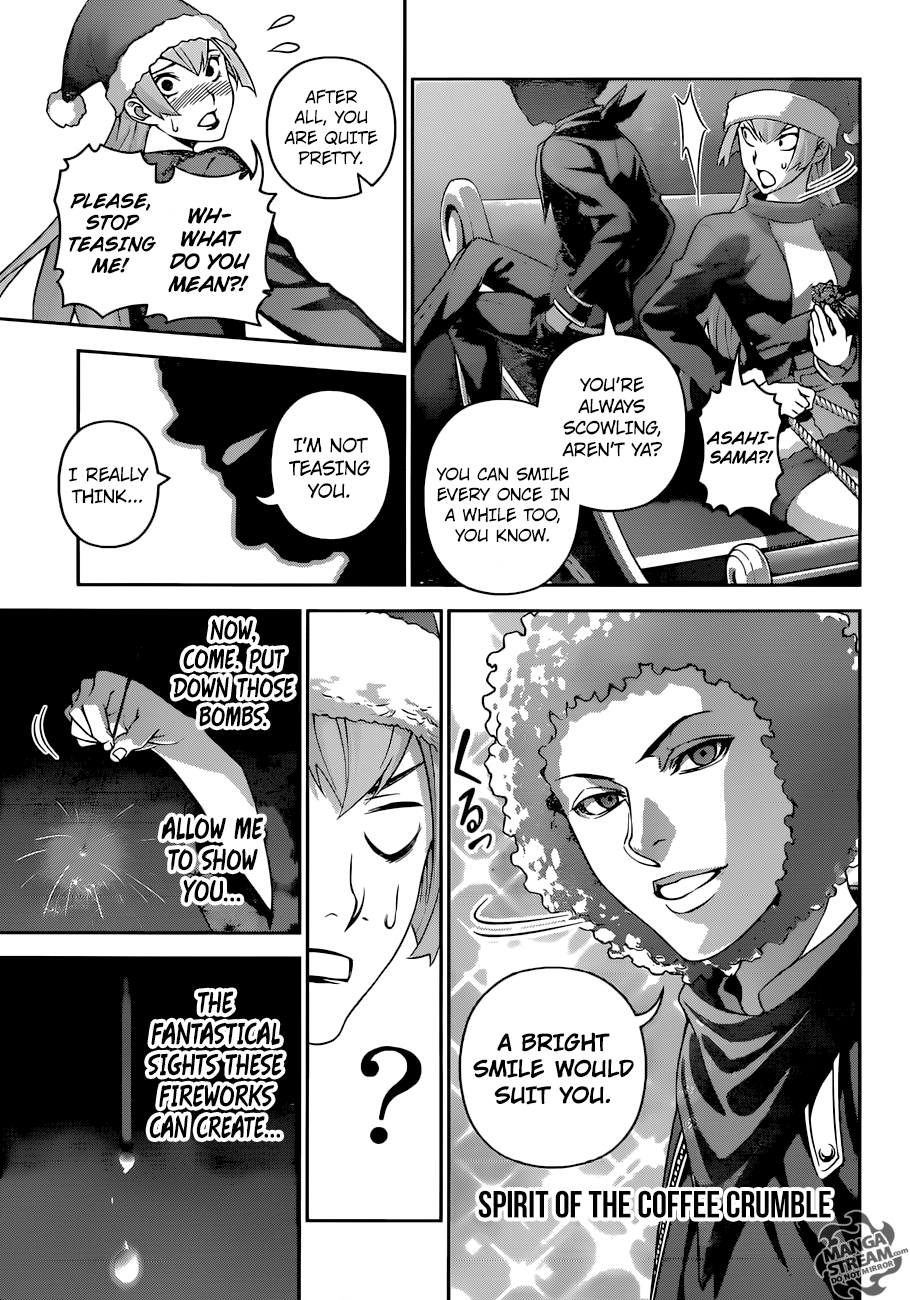 ASAHI-
SAMA?!
YOU'RE
ALWAYS
SCOWLING,
AREN'T YA?
YOU CAN SMILE
EVERY ONCE IN
A WHILE TOO,
YOU KNOW.
AFTER
ALL, YOU
ARE QUITE
PRETTY.
WH-
WHAT
DO YOU
MEAN?!
PLEASE,
STOP
TEASING
ME!
I'M NOT
TEASING
YOU.
I REALLY
THINK...
くるっ
A BRIGHT
SMILE WOULD
SUIT YOU.
SPIRIT OF THE COFFEE CRUMBLE
?
NOW,
COME. PUT
DOWN THOSE
BOMBS.
ALLOW ME
TO SHOW
YOU...
THE
FANTASTICAL
SIGHTS THESE
FIREWORKS
CAN CREATE...
MANGA
STREAM.com
DO NOT MIRROR